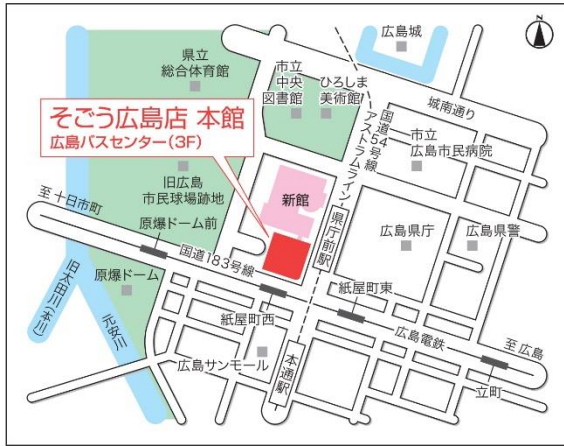 N
広島城
県立
総合体育館
市立
中央
図書館
ひろしま
美術館
城南通り
国道54号線
アストラムライン
そごう広島店 本館
広島バスセンター(3F)
市立
広島市民病院
旧広島
市民球場跡地
新館
県庁前駅
広島県庁
広島県警
至十日市町
原爆ドーム前
国道183号線
原爆ドーム
紙屋町東
紙屋町西
旧太田川(本川)
元安川
広島電鉄
至広島
広島サンモール
本通駅
立町